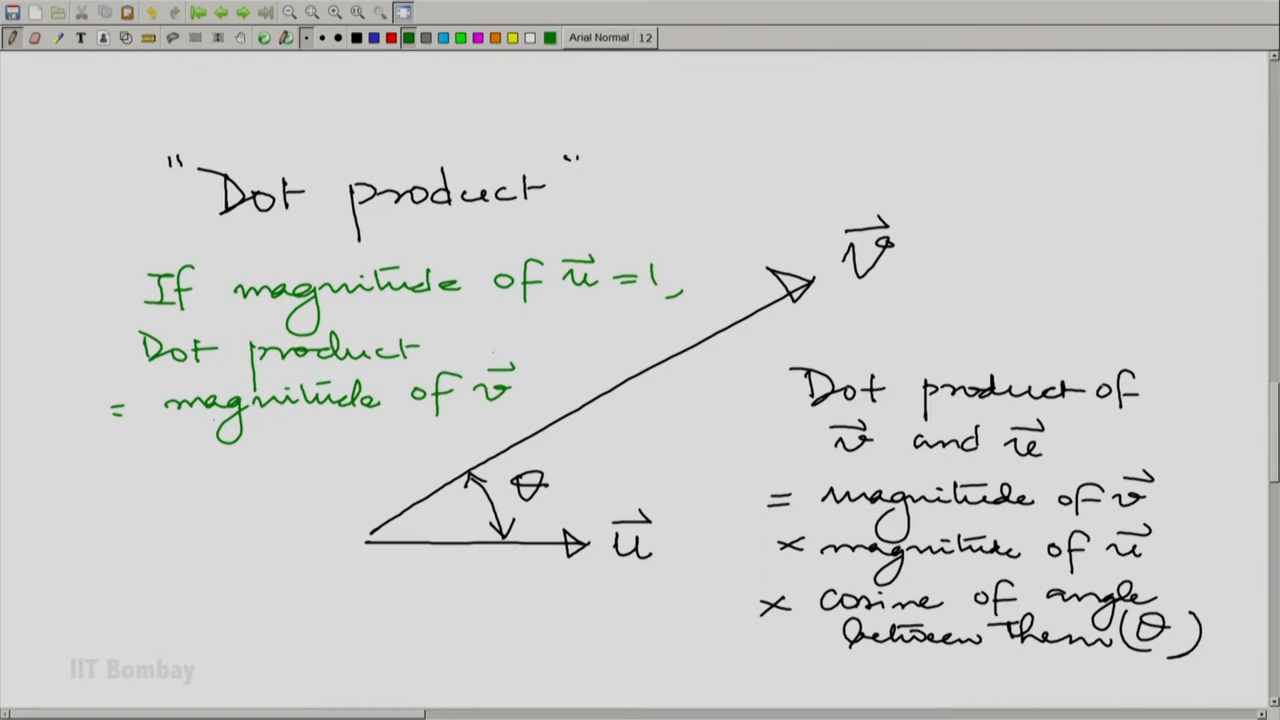 Arial Normal 12
"Dot product"
If magnitude of u⃗ = 1,
Dot product
= magnitude of v⃗
v⃗
θ
u⃗
Dot product of
v⃗ and u⃗
= magnitude of v⃗
× magnitude of u⃗
× cosine of angle
between them (θ)
IIT Bombay